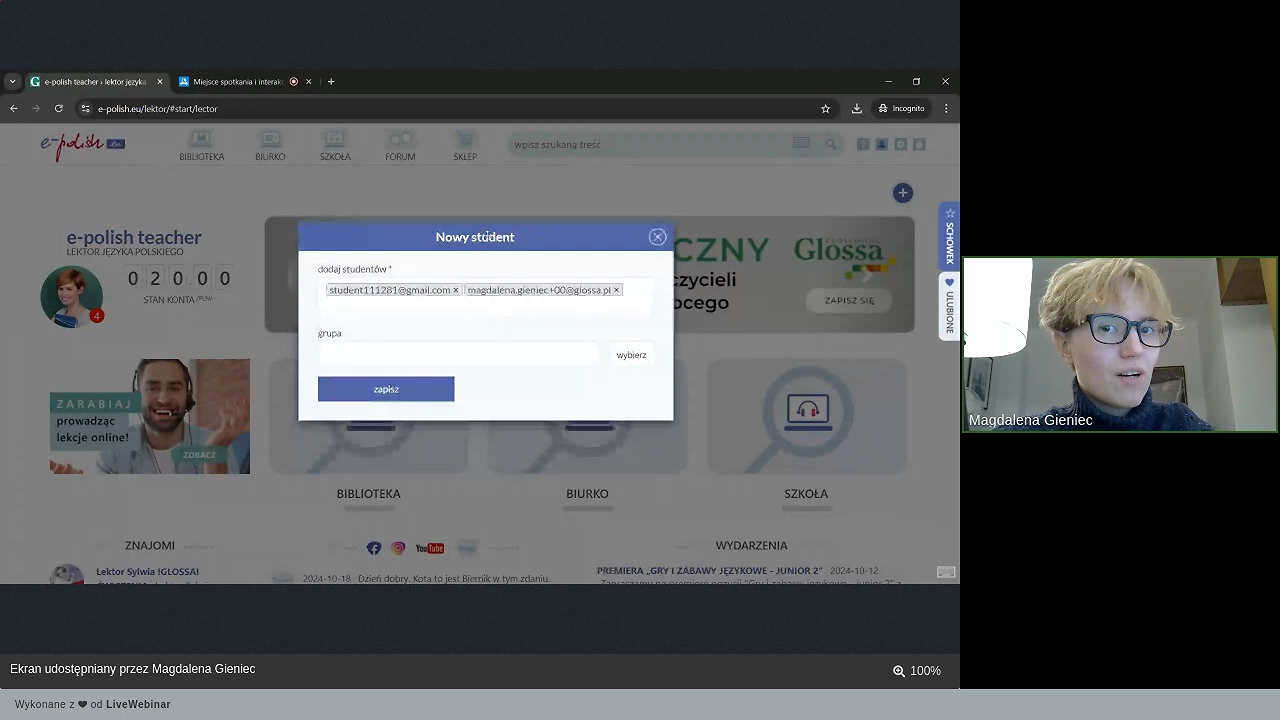 e-polish teacher › lektor języka
Miejsce spotkania i interak
e-polish.eu/lektor/#start/lector
Incognito
e-polish
BIBLIOTEKA
BIURKO
SZKOŁA
FORUM
SKLEP
wpisz szukaną treść
e-polish teacher
LEKTOR JĘZYKA POLSKIEGO
0 2 0 0 0
STAN KONTA /PLN/
4
CZNY
yczycieli
ocego
Glossa
ZAPISZ SIĘ
SCHOWEK
ULUBIONE
Nowy student
dodaj studentów *
student111281@gmail.com ×
magdalena.gieniec+00@glossa.pl ×
grupa
wybierz
zapisz
ZARABIAJ
prowadząc
lekcje online!
ZOBACZ
BIBLIOTEKA
BIURKO
SZKOŁA
ZNAJOMI
YouTube
WYDARZENIA
Lektor Sylwia !GLOSSA!
2024-10-18 Dzień dobry. Kota to jest Biernik w tym zdaniu.
PREMIERA „GRY I ZABAWY JĘZYKOWE - JUNIOR 2” 2024-10-12
Magdalena Gieniec
Ekran udostępniany przez Magdalena Gieniec
100%
Wykonane z ❤ od LiveWebinar